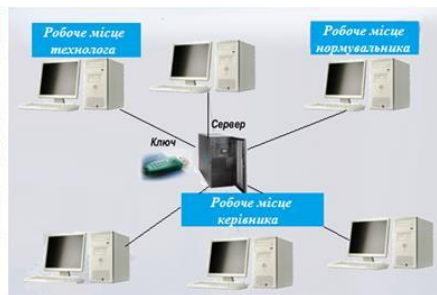 Робоче місце
технолога
Робоче місце
нормувальника
Сервер
Ключ
Робоче місце
керівника